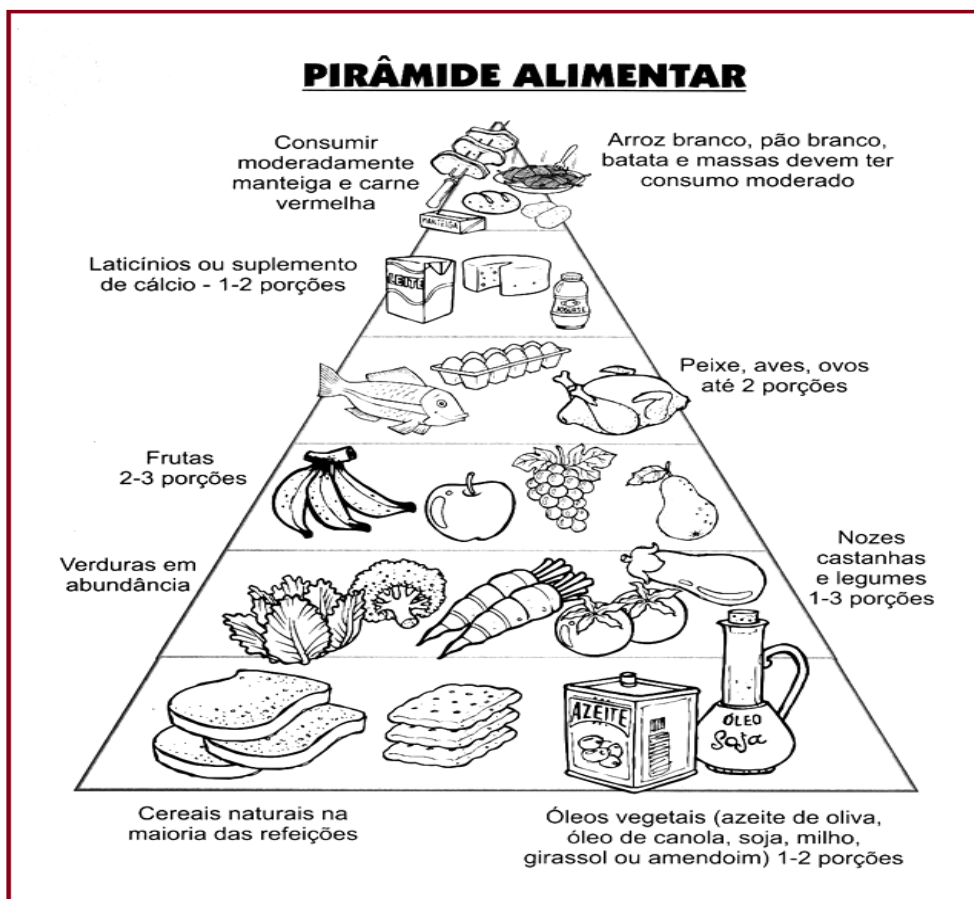 PIRÂMIDE ALIMENTAR
Consumir
moderadamente
manteiga e carne
vermelha
Arroz branco, pão branco,
batata e massas devem ter
consumo moderado
MANTEIGA
Laticínios ou suplemento
de cálcio - 1-2 porções
LEITE
IOGURTE
Peixe, aves, ovos
até 2 porções
Frutas
2-3 porções
Verduras em
abundância
Nozes
castanhas
e legumes
1-3 porções
AZEITE
ÓLEO
Soja
Cereais naturais na
maioria das refeições
Óleos vegetais (azeite de oliva,
óleo de canola, soja, milho,
girassol ou amendoim) 1-2 porções